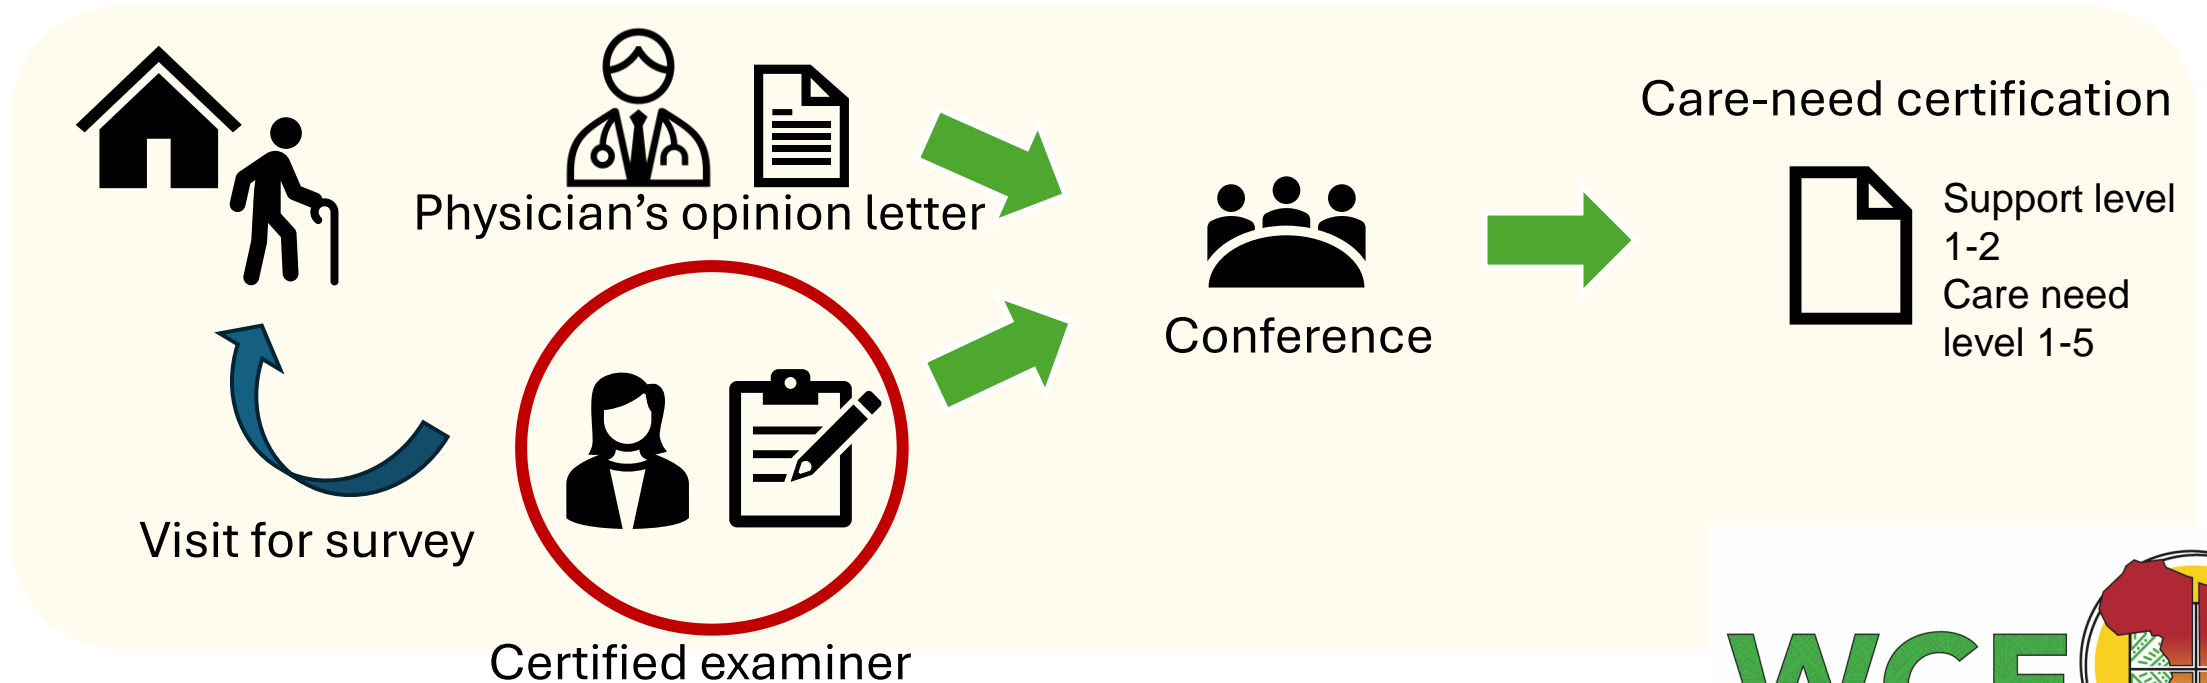 Physician's opinion letter
Visit for survey
Certified examiner
Conference
Care-need certification
Support level
1-2
Care need
level 1-5
WCE